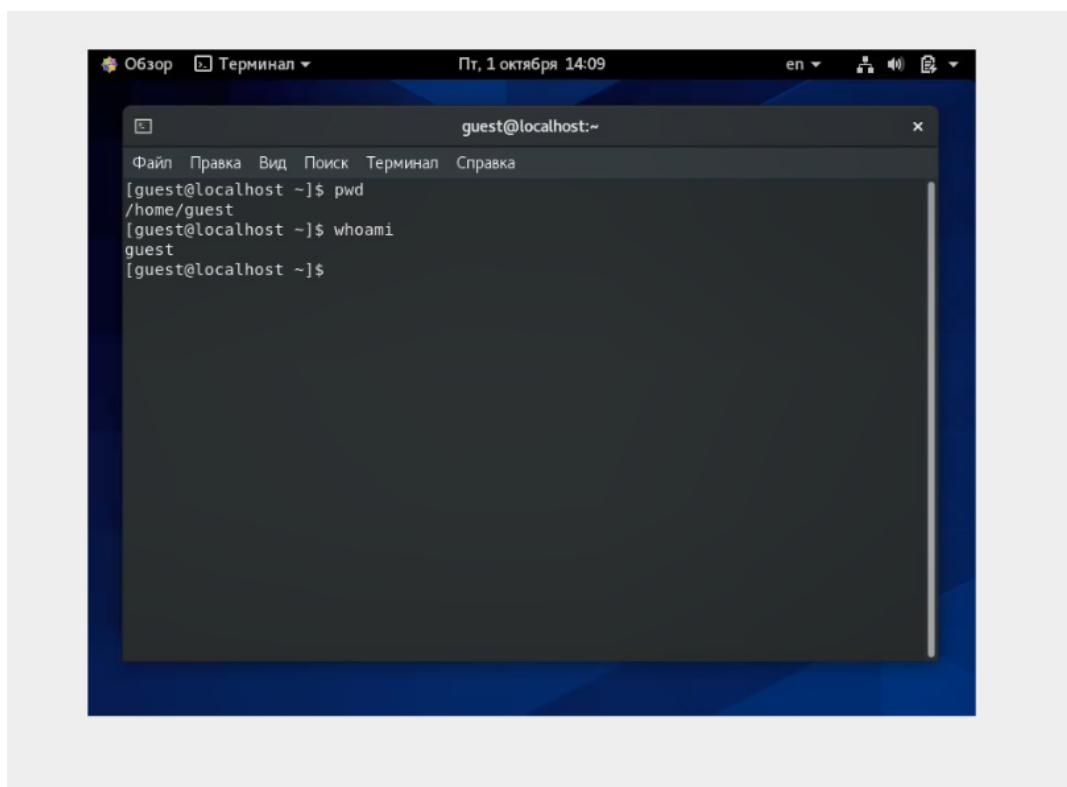 Обзор Терминал Пт, 1 октября 14:09 en
guest@localhost:~
Файл Правка Вид Поиск Терминал Справка
[guest@localhost ~]$ pwd
/home/guest
[guest@localhost ~]$ whoami
guest
[guest@localhost ~]$